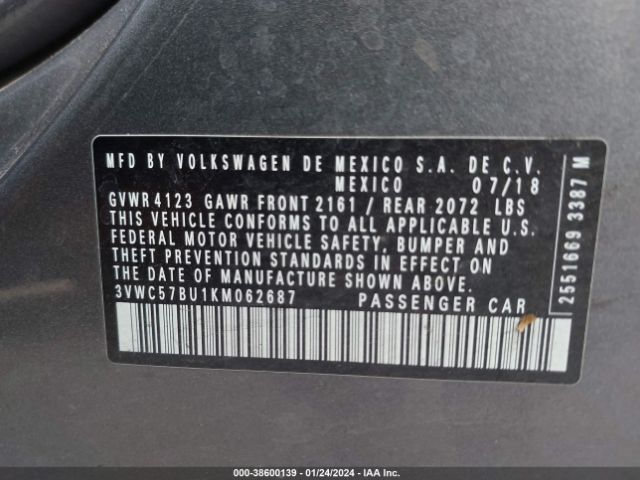 MFD BY VOLKSWAGEN DE MEXICO S.A. DE C.V.
MEXICO 07/18
GVWR 4123 GAWR FRONT 2161 / REAR 2072 LBS
THIS VEHICLE CONFORMS TO ALL APPLICABLE U.S.
FEDERAL MOTOR VEHICLE SAFETY, BUMPER AND
THEFT PREVENTION STANDARDS IN EFFECT ON
THE DATE OF MANUFACTURE SHOWN ABOVE.
3VWC57BU1KM062687 PASSENGER CAR
2551669 3387 M
000-38600139 - 01/24/2024 - IAA Inc.